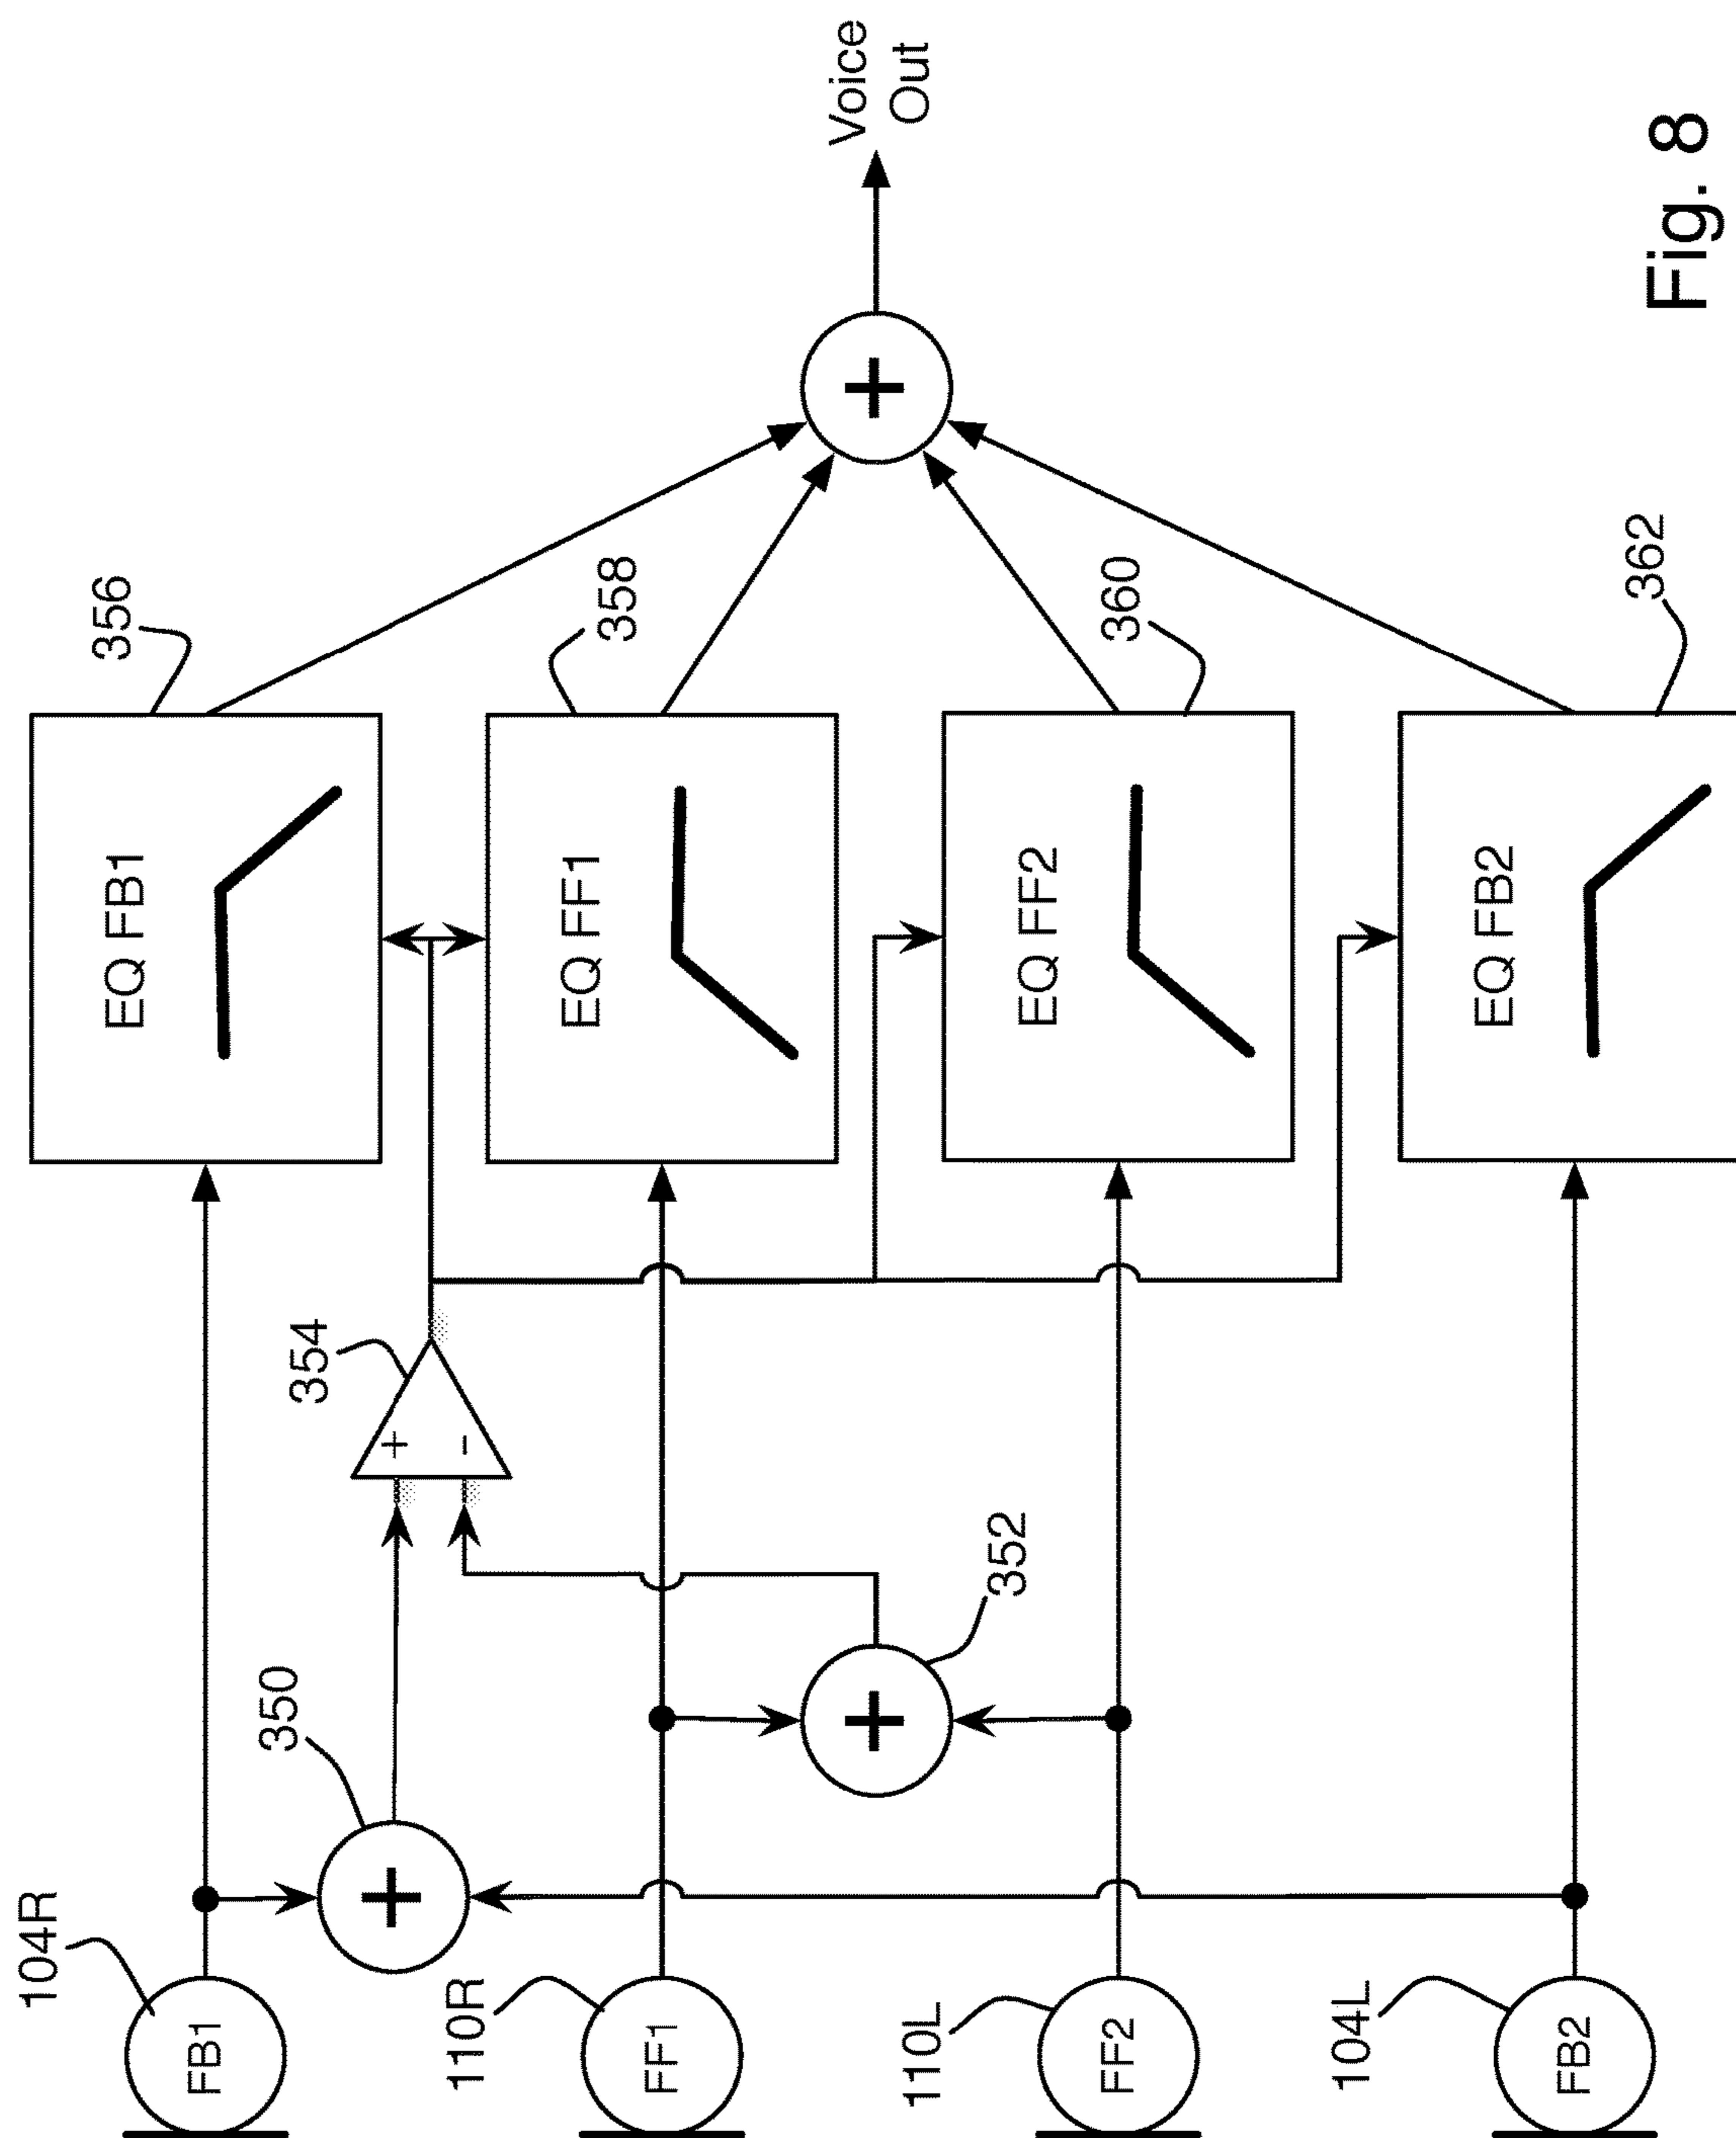 104R
FB1
350
354
EQ FB1
356
110R
FF1
EQ FF1
358
+
-
+
+
352
+
Voice
Out
110L
FF2
EQ FF2
360
104L
FB2
EQ FB2
362
Fig. 8